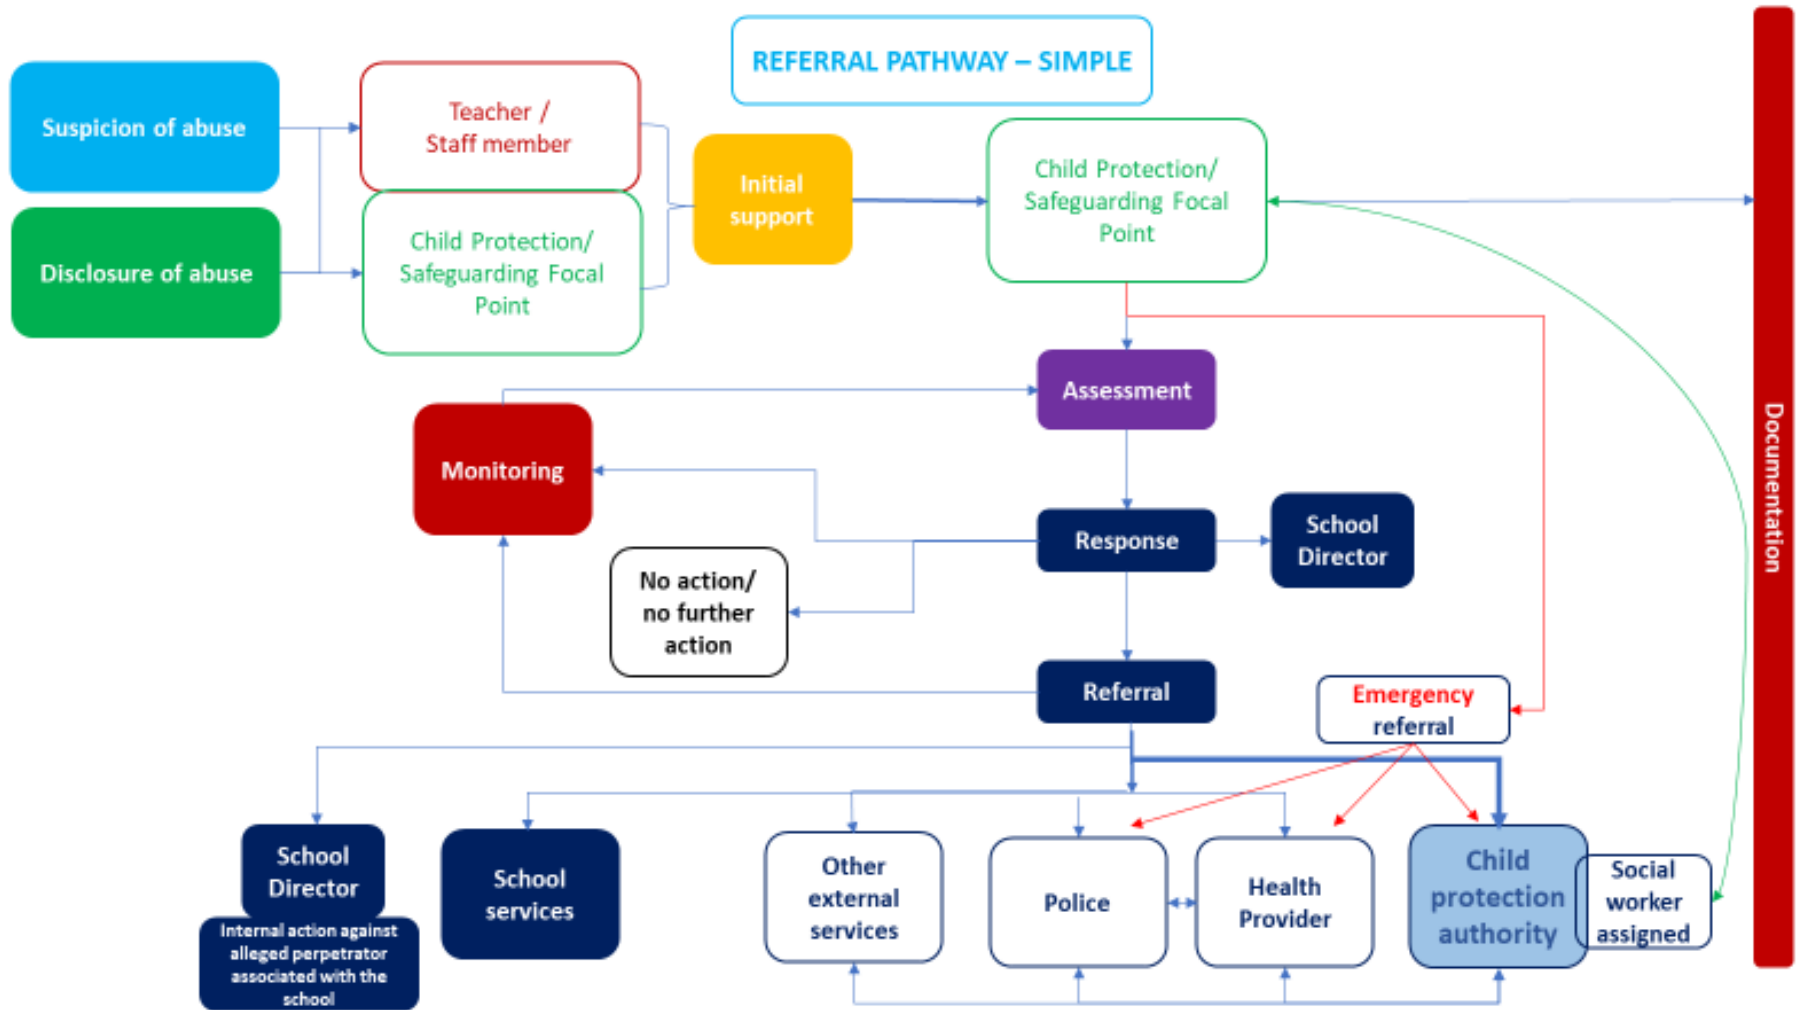 REFERRAL PATHWAY – SIMPLE
Suspicion of abuse
Disclosure of abuse
Teacher /
Staff member
Child Protection/
Safeguarding Focal
Point
Initial
support
Child Protection/
Safeguarding Focal
Point
Documentation
Assessment
Monitoring
Response
School
Director
No action/
no further
action
Referral
Emergency
referral
School
Director
Internal action against
alleged perpetrator
associated with the
school
School
services
Other
external
services
Police
Health
Provider
Child
protection
authority
Social
worker
assigned